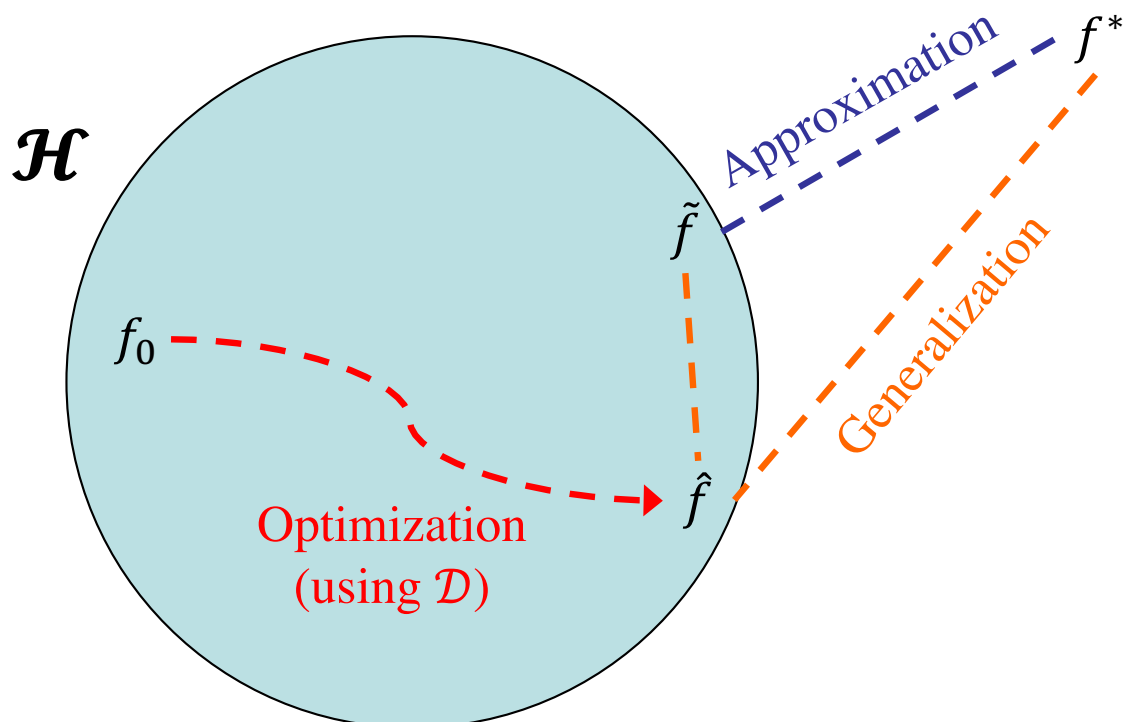 f*
Approximation
𝓗
f̃
f₀
Generalization
f̂
Optimization
(using 𝒟)